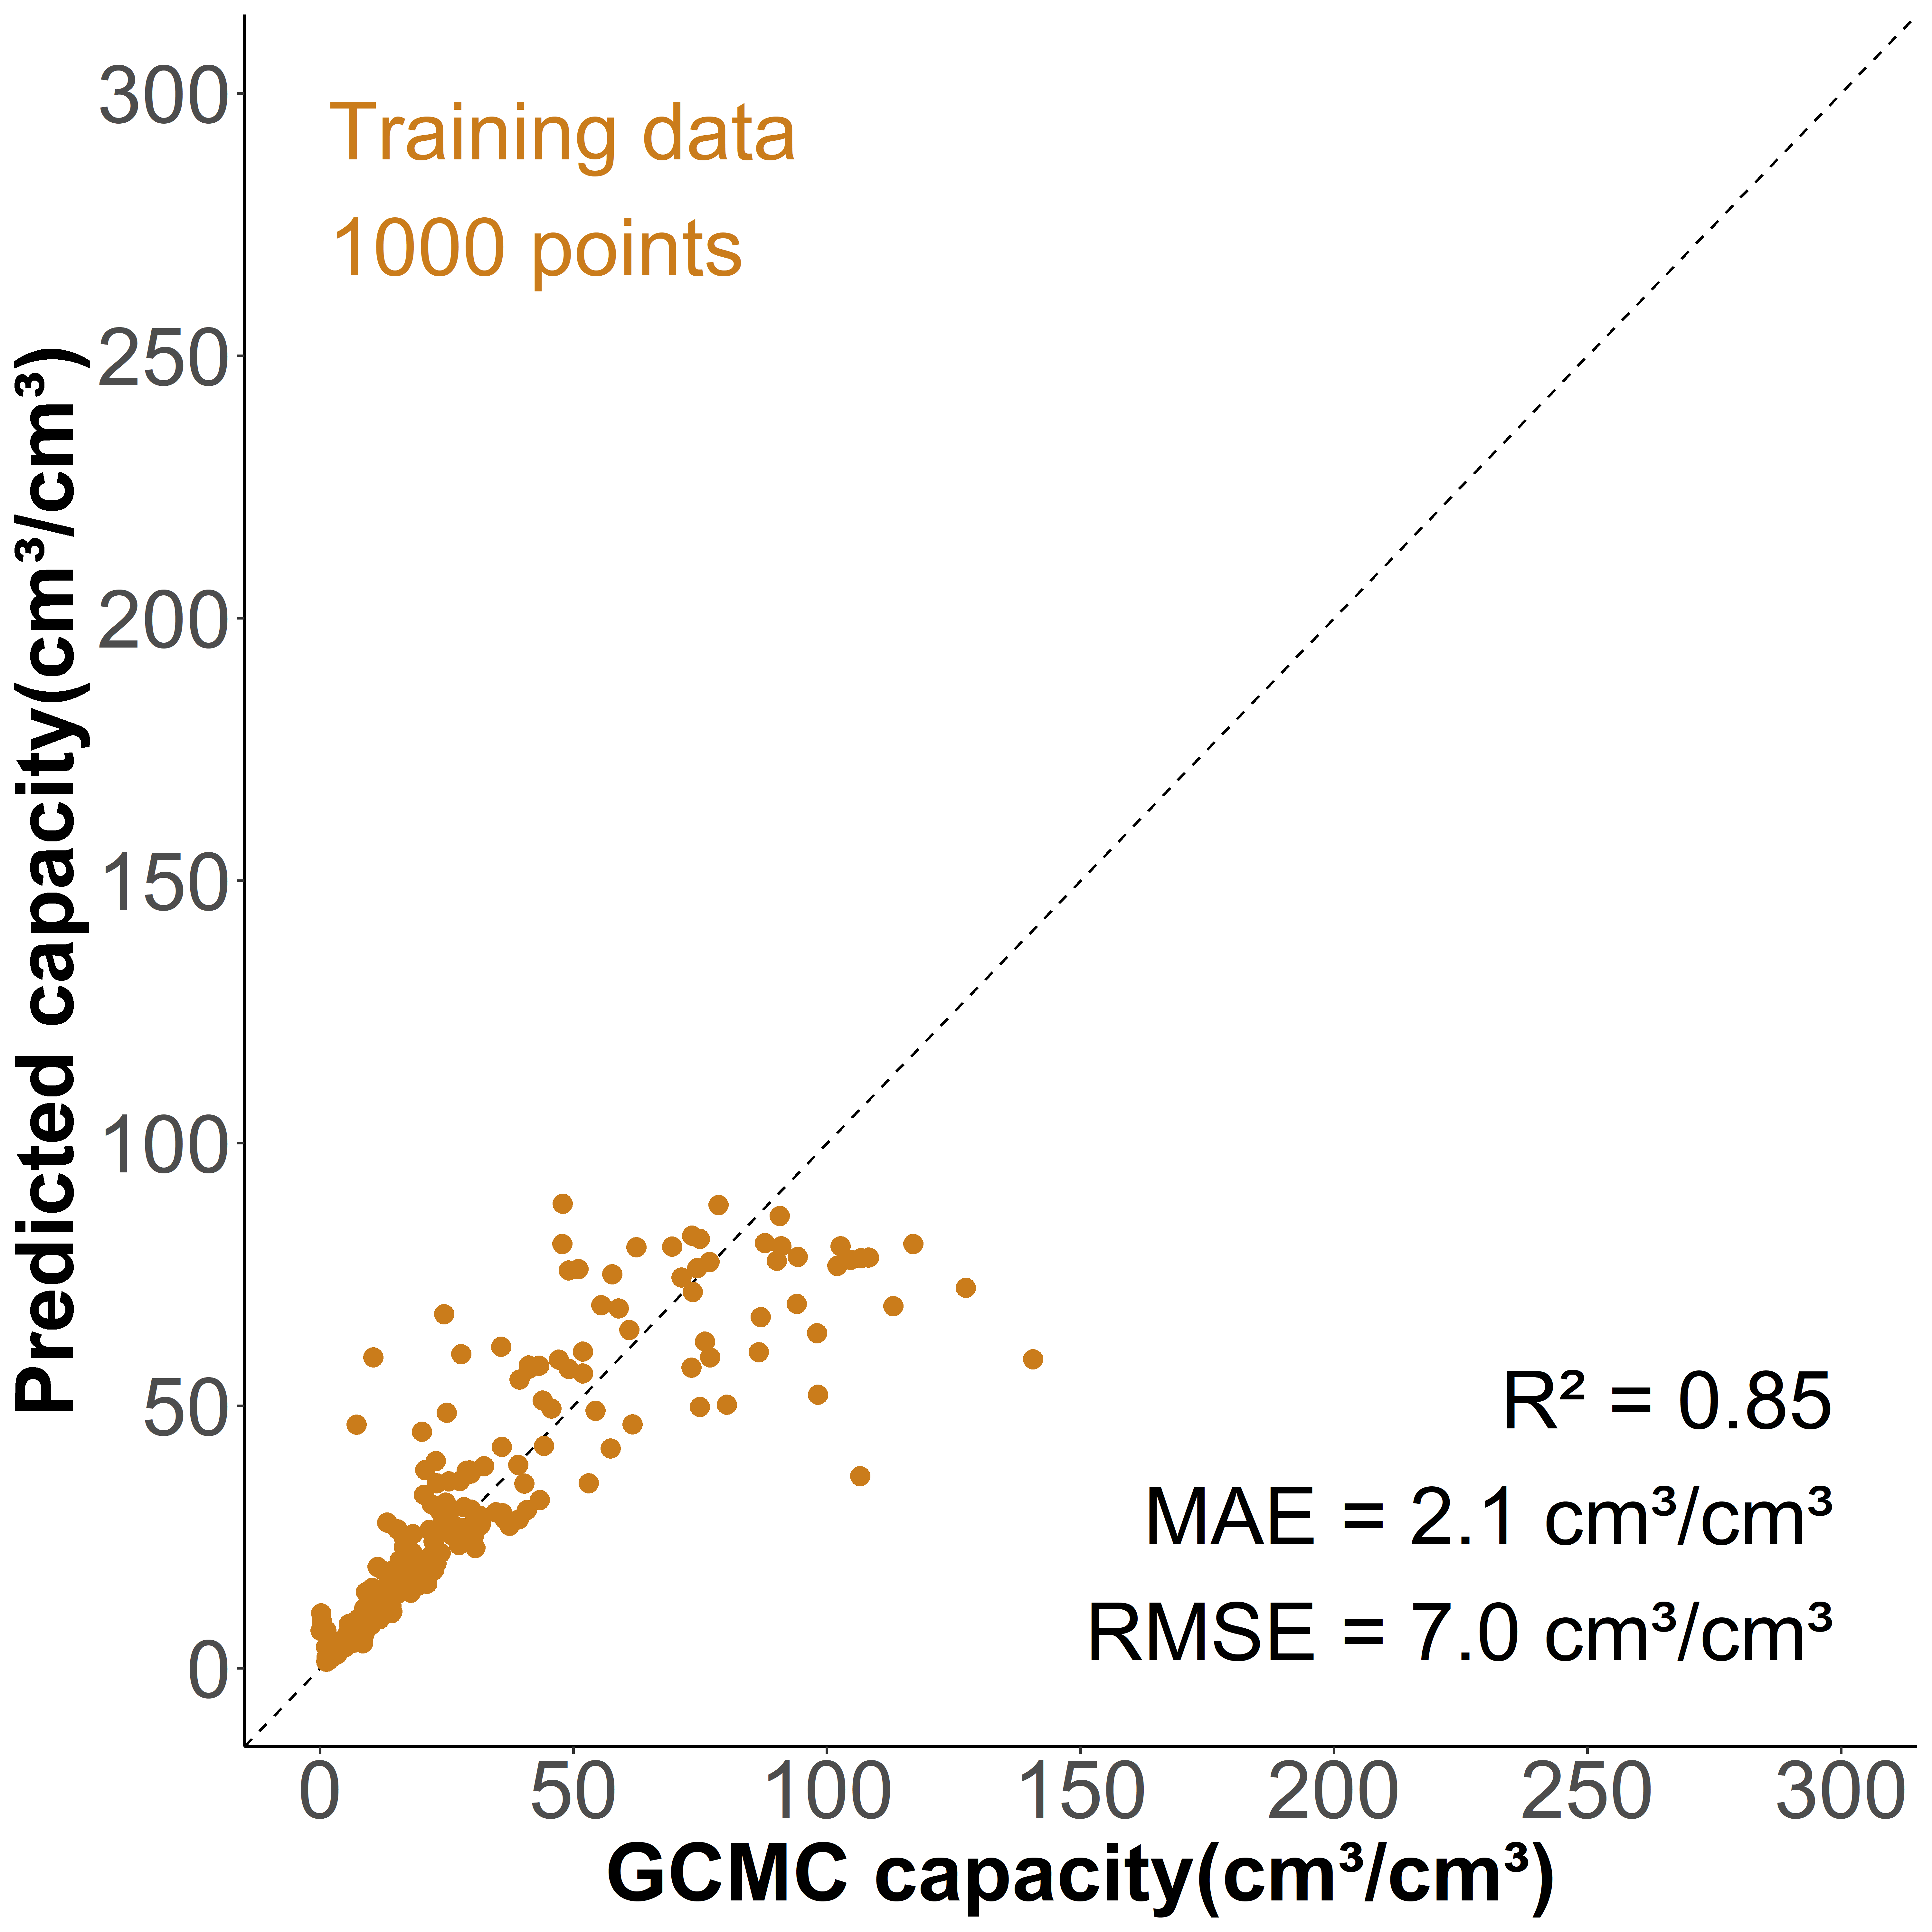 Predicted capacity(cm³/cm³)
300
250
200
150
100
50
0
Training data
1000 points
R² = 0.85
MAE = 2.1 cm³/cm³
RMSE = 7.0 cm³/cm³
0 50 100 150 200 250 300
GCMC capacity(cm³/cm³)